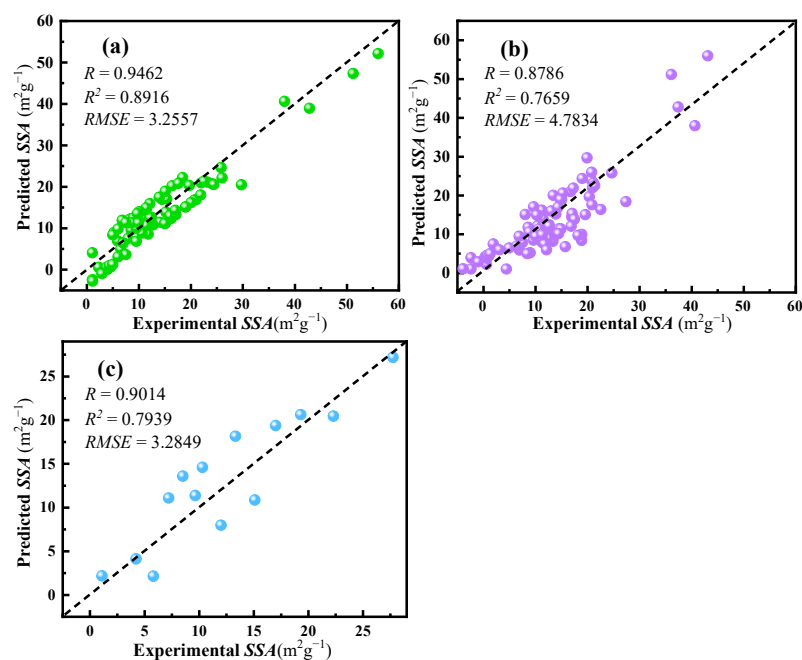 (a)
R = 0.9462
R² = 0.8916
RMSE = 3.2557
Predicted SSA (m²g⁻¹)
60
50
40
30
20
10
0
0 10 20 30 40 50 60
Experimental SSA(m²g⁻¹)
(b)
R = 0.8786
R² = 0.7659
RMSE = 4.7834
Predicted SSA (m²g⁻¹)
60
50
40
30
20
10
0
0 10 20 30 40 50 60
Experimental SSA (m²g⁻¹)
(c)
R = 0.9014
R² = 0.7939
RMSE = 3.2849
Predicted SSA (m²g⁻¹)
25
20
15
10
5
0
0 5 10 15 20 25
Experimental SSA (m²g⁻¹)